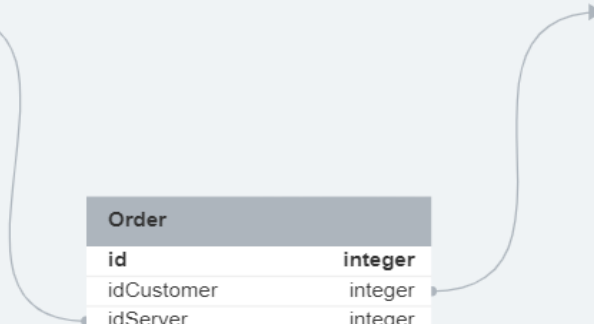 Order
id integer
idCustomer integer
idServer integer